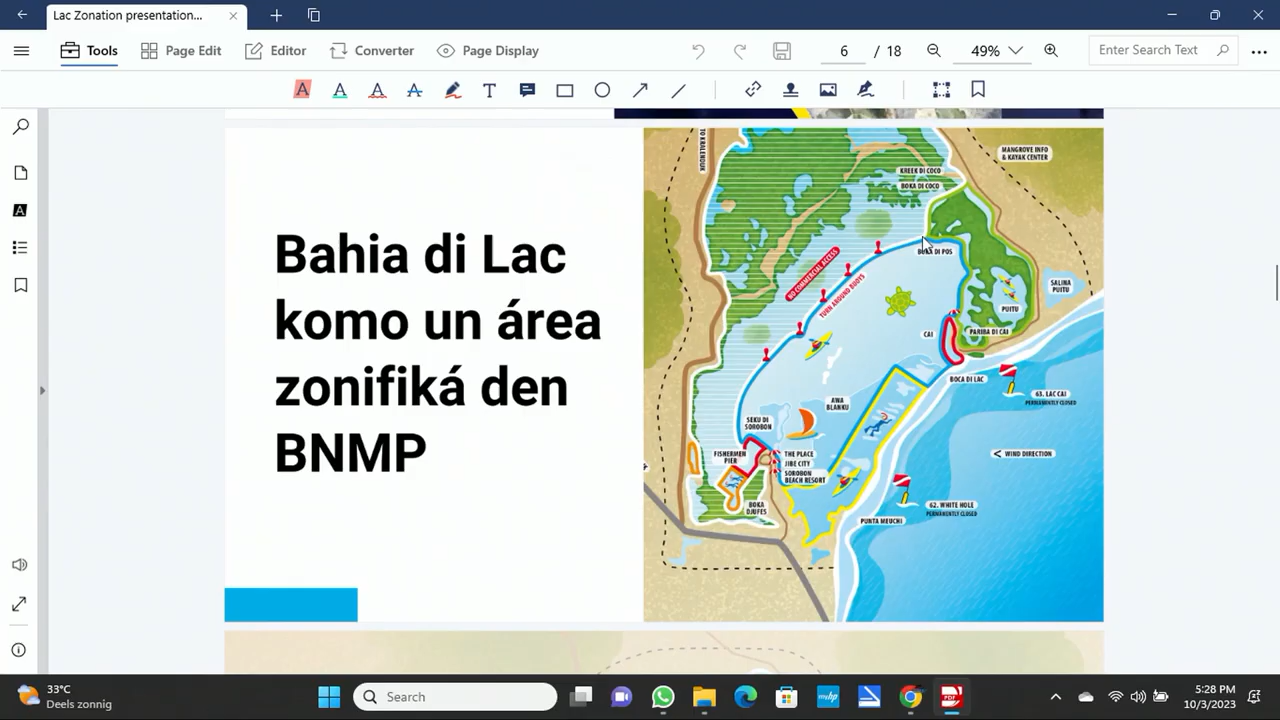 Lac Zonation presentation...
Tools
Page Edit
Editor
Converter
Page Display
6 / 18
49%
Enter Search Text
Bahia di Lac
komo un área
zonifiká den
BNMP
TO KRALENDIJK
MANGROVE INFO
& KAYAK CENTER
KREEK DI COCO
BOKA DI COCO
BOKA DI POS
NO COMMERCIAL ACCESS
TURN AROUND BUOYS
SALINA
PUITU
PUITU
CAI
PARIBA DI CAI
BOCA DI LAC
63. LAC CAI
PERMANENTLY CLOSED
AWA
BLANKU
SEKU DI
SOROBON
FISHERMEN
PIER
THE PLACE
JIBE CITY
SOROBON
BEACH RESORT
< WIND DIRECTION
BOKA
DJUFES
62. WHITE HOLE
PERMANENTLY CLOSED
PUNTA MEUCHI
33°C
Deels zonnig
Search
5:28 PM
10/3/2023